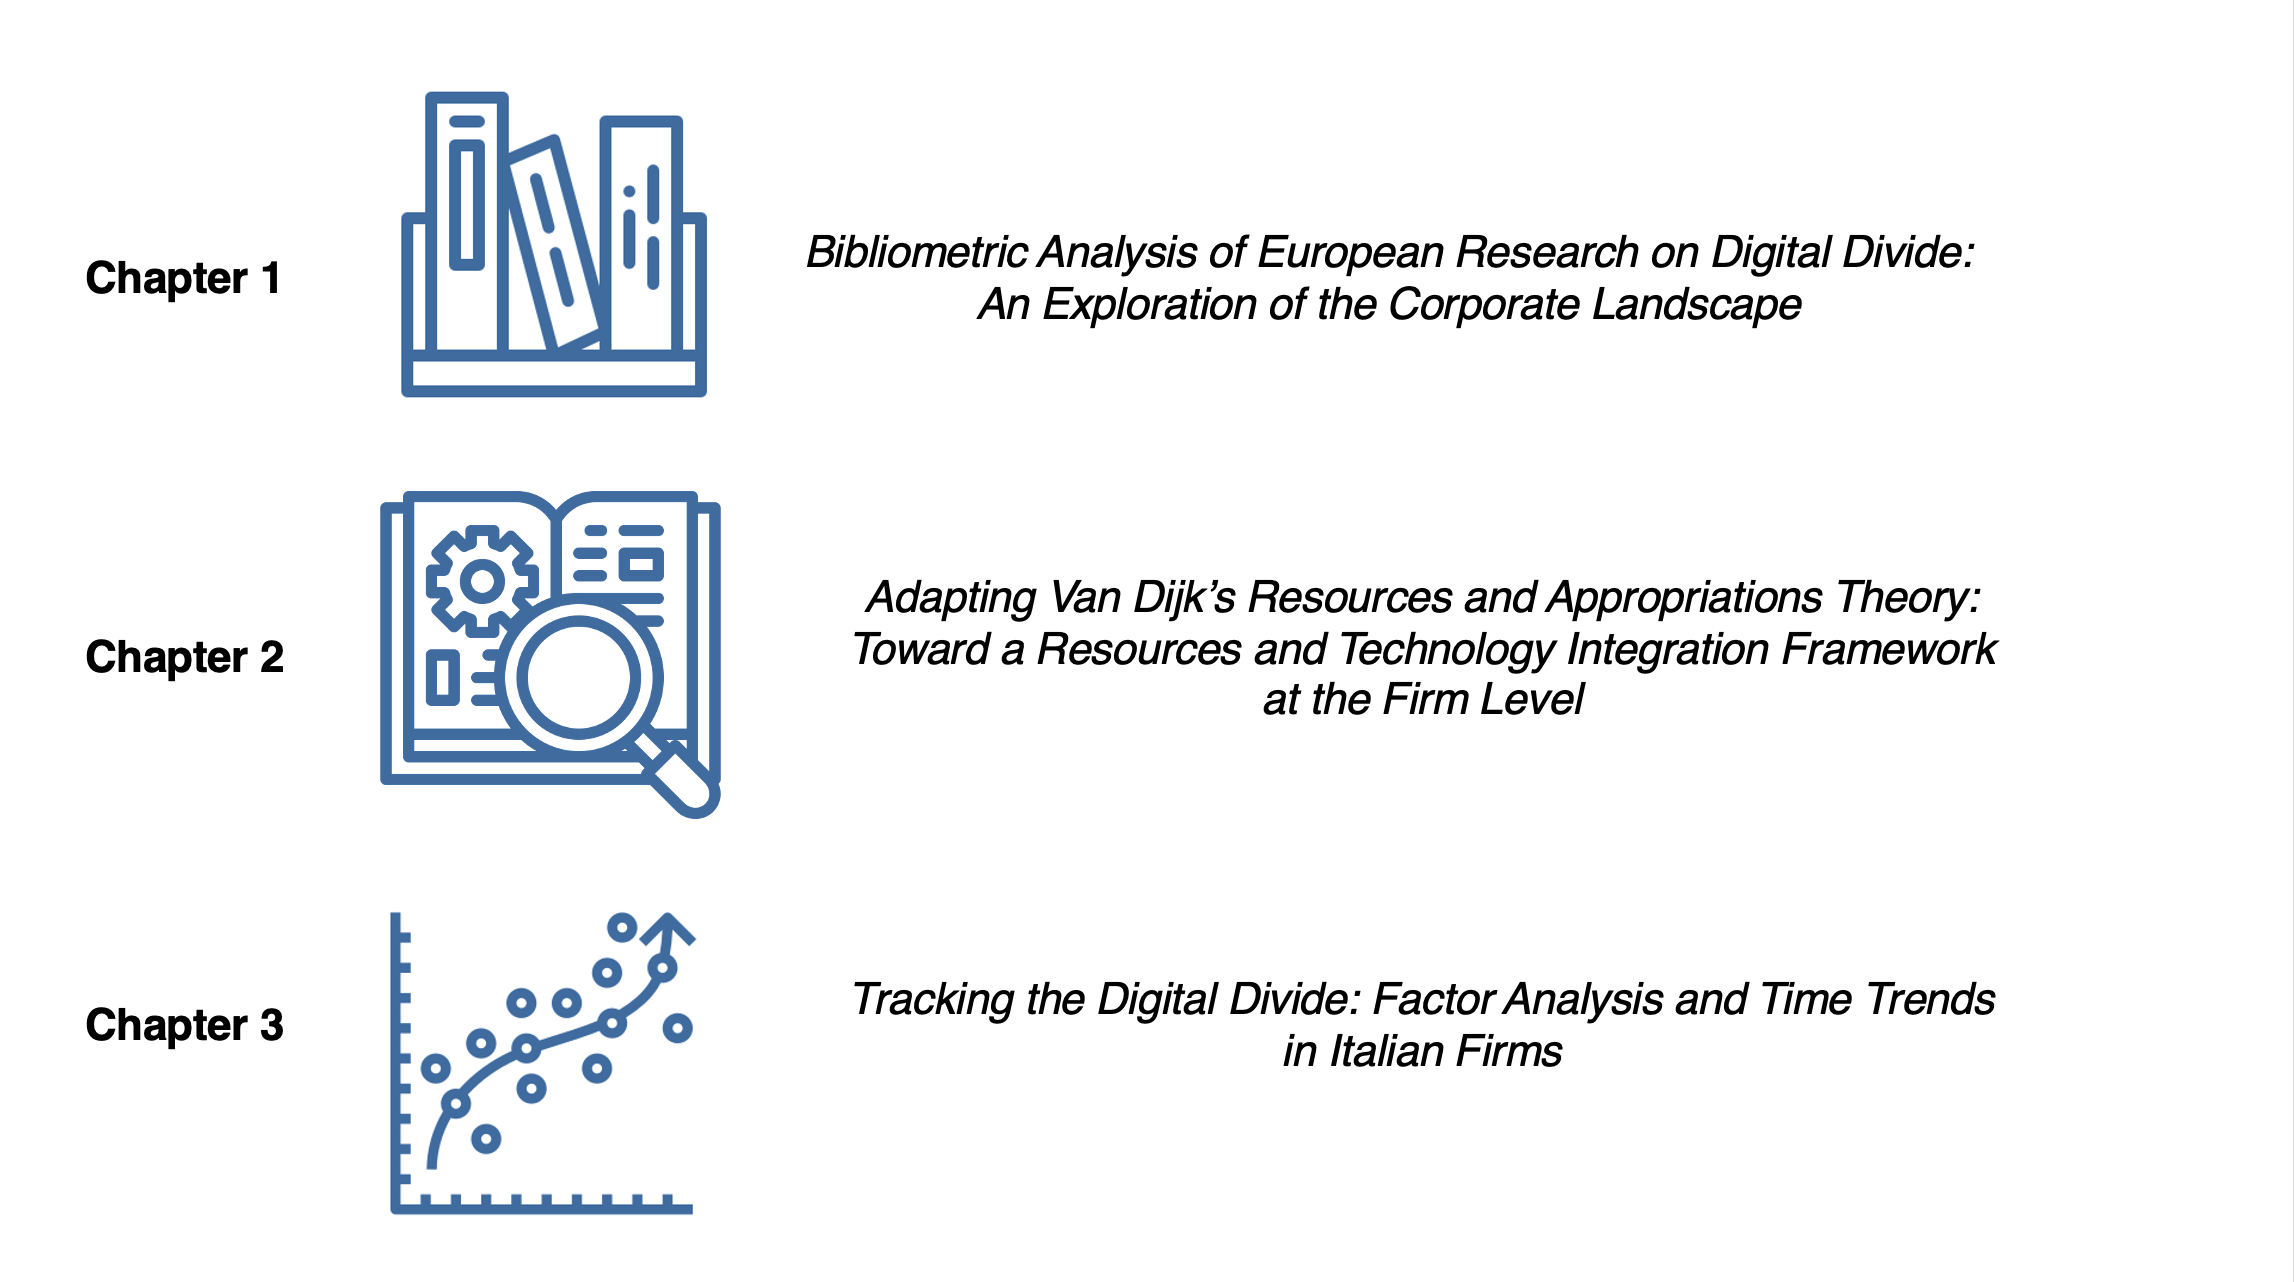 Chapter 1
Bibliometric Analysis of European Research on Digital Divide:
An Exploration of the Corporate Landscape
Chapter 2
Adapting Van Dijk’s Resources and Appropriations Theory:
Toward a Resources and Technology Integration Framework
at the Firm Level
Chapter 3
Tracking the Digital Divide: Factor Analysis and Time Trends
in Italian Firms